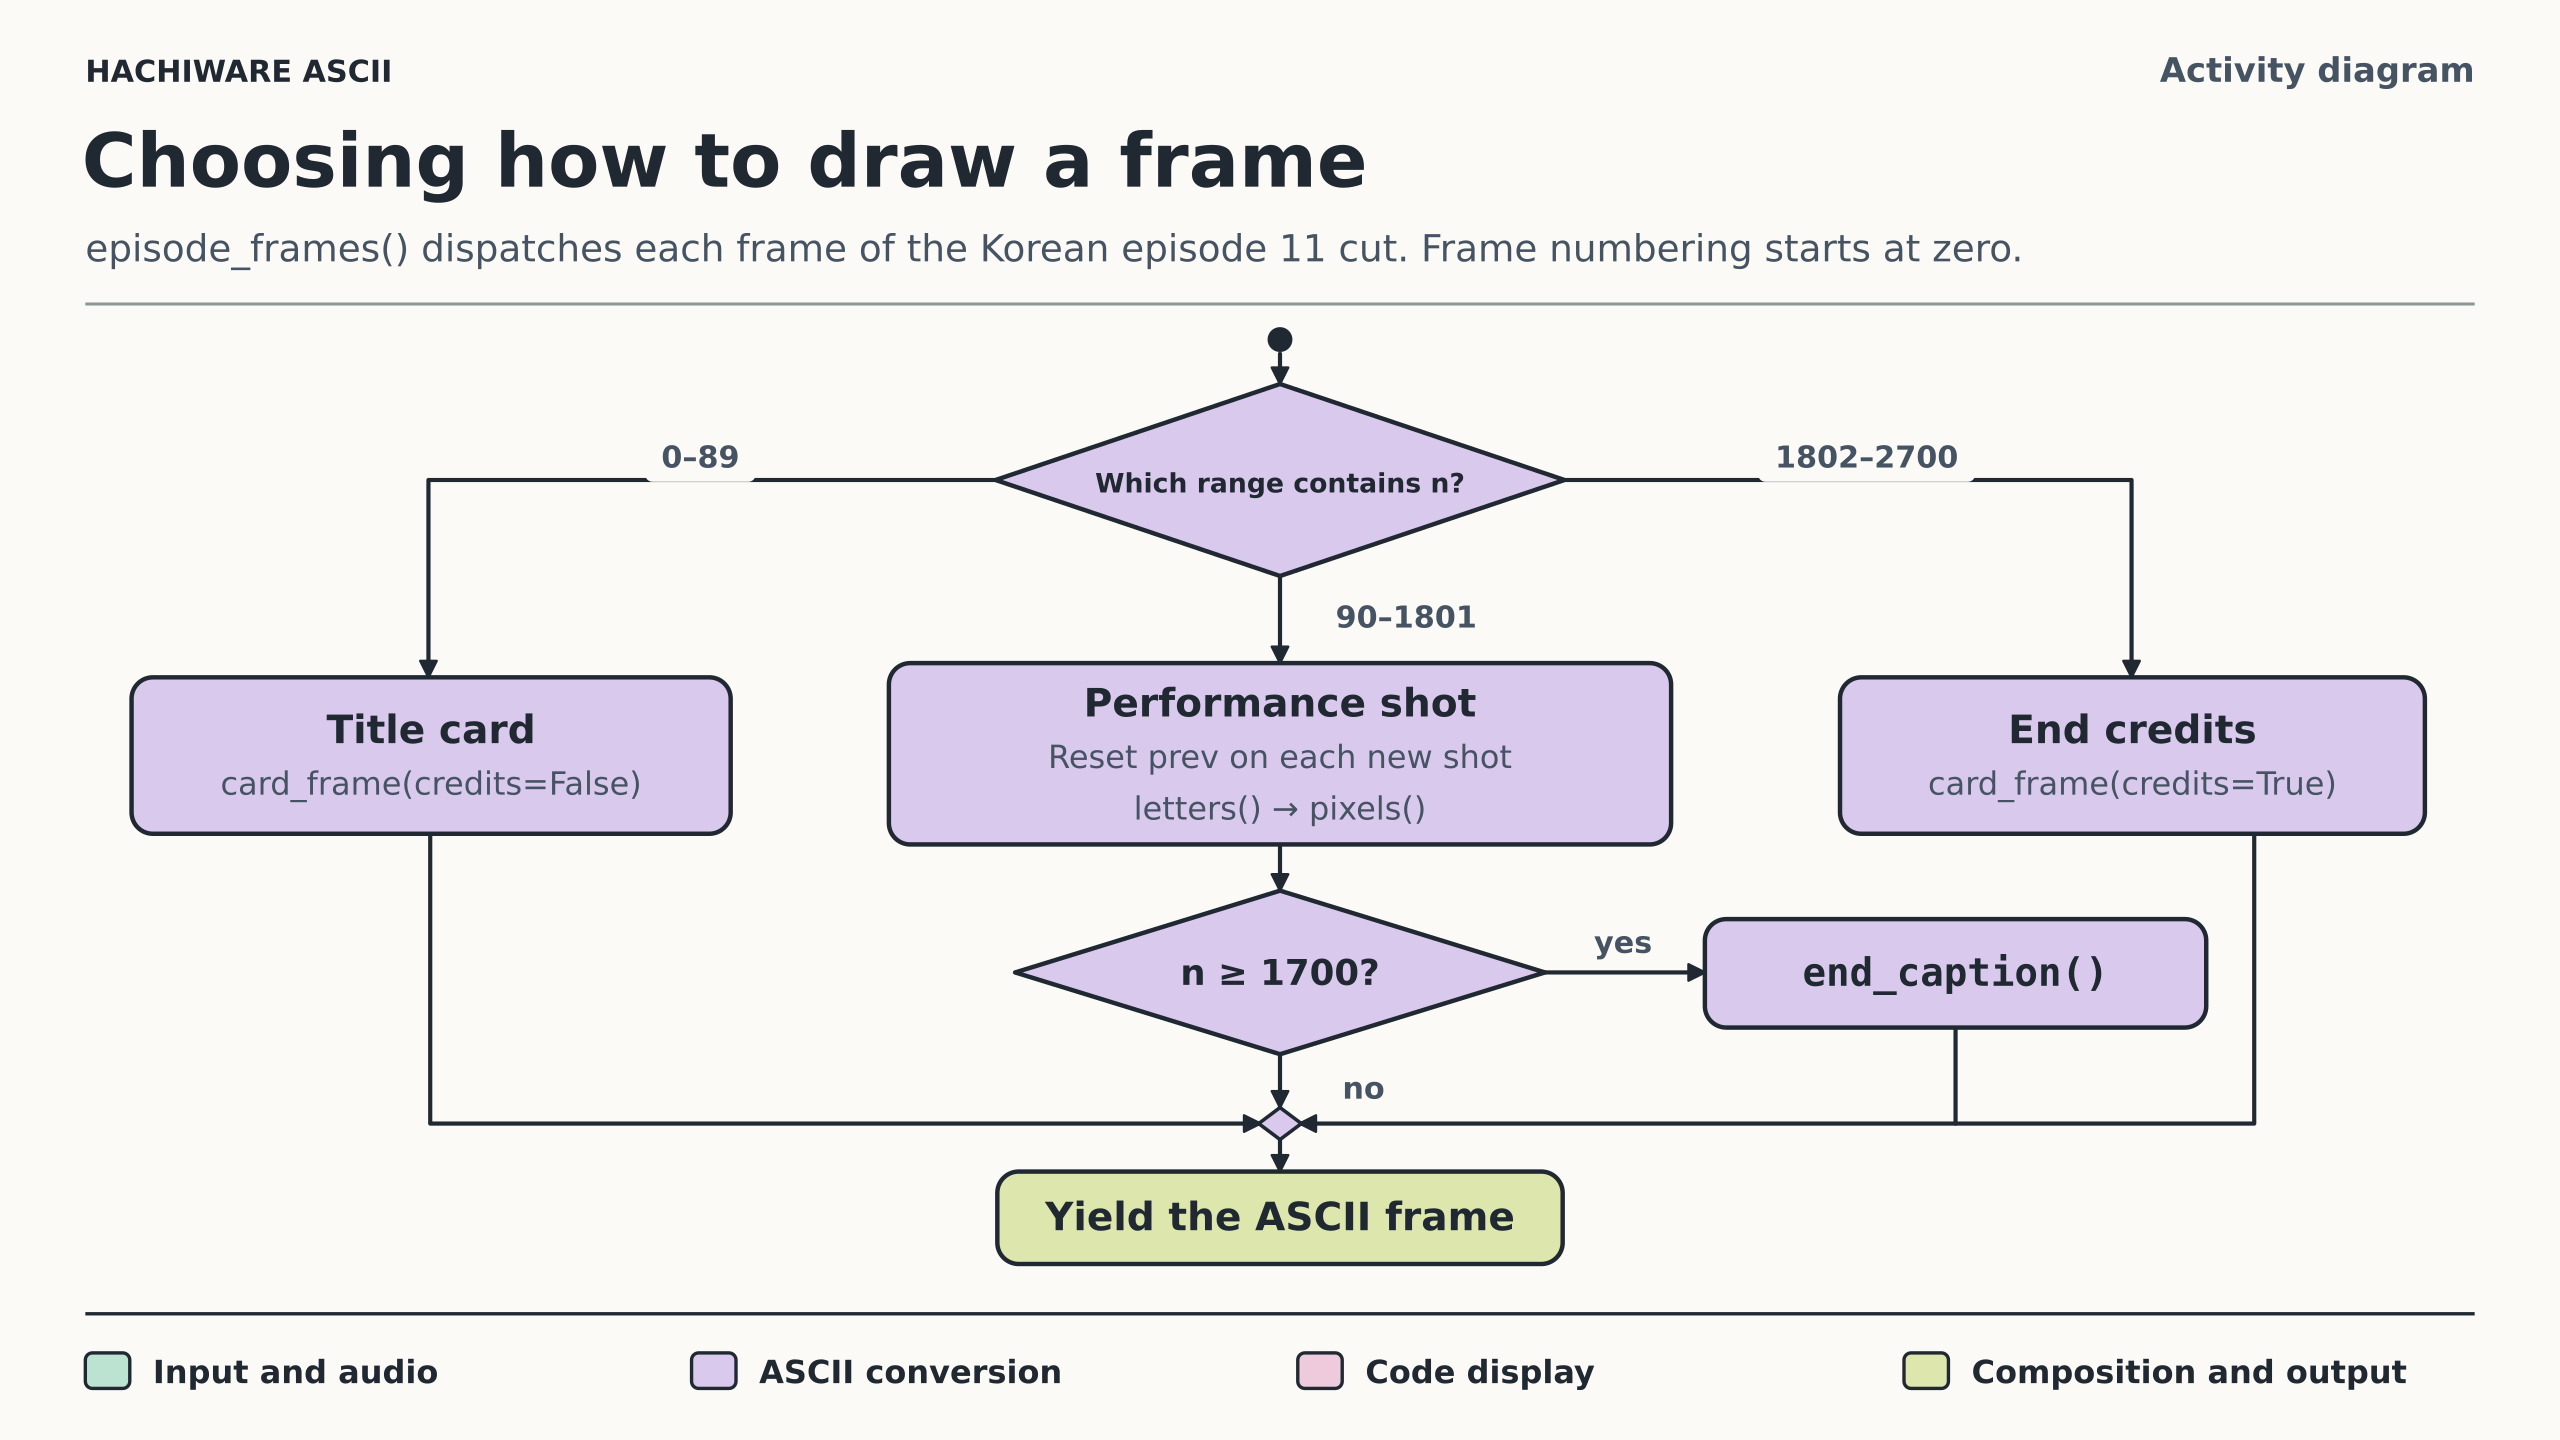 HACHIWARE ASCII
Activity diagram
Choosing how to draw a frame
episode_frames() dispatches each frame of the Korean episode 11 cut. Frame numbering starts at zero.
0–89
Which range contains n?
1802–2700
90–1801
Title card
card_frame(credits=False)
Performance shot
Reset prev on each new shot
letters() → pixels()
End credits
card_frame(credits=True)
n ≥ 1700?
yes
end_caption()
no
Yield the ASCII frame
Input and audio
ASCII conversion
Code display
Composition and output